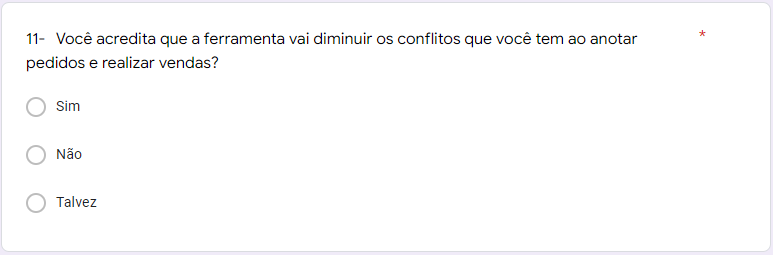 11- Você acredita que a ferramenta vai diminuir os conflitos que você tem ao anotar *
pedidos e realizar vendas?
Sim
Não
Talvez